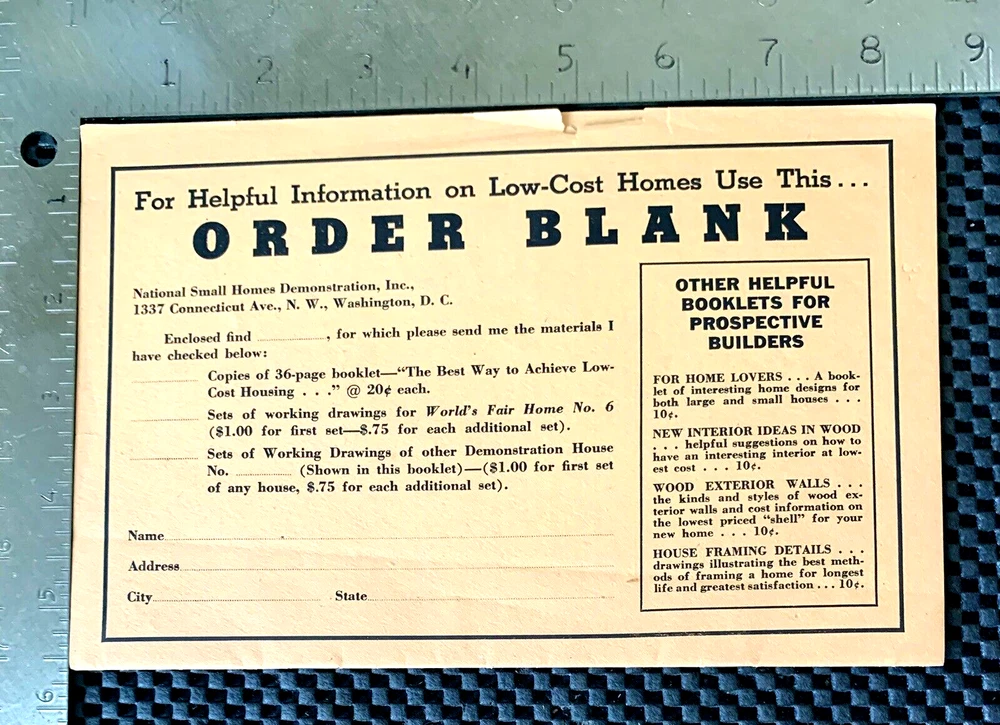 1 2 3 4 5 6 7 8 9
For Helpful Information on Low-Cost Homes Use This...
ORDER BLANK
National Small Homes Demonstration, Inc.,
1337 Connecticut Ave., N. W., Washington, D. C.
Enclosed find ............, for which please send me the materials I
have checked below:
............ Copies of 36-page booklet—“The Best Way to Achieve Low-
Cost Housing . . .” @ 20¢ each.
............ Sets of working drawings for World's Fair Home No. 6
($1.00 for first set—$.75 for each additional set).
............ Sets of Working Drawings of other Demonstration House
No. ............ (Shown in this booklet)—($1.00 for first set
of any house, $.75 for each additional set).
Name
Address
City State
OTHER HELPFUL
BOOKLETS FOR
PROSPECTIVE
BUILDERS
FOR HOME LOVERS . . . A book-
let of interesting home designs for
both large and small houses . . .
10¢.
NEW INTERIOR IDEAS IN WOOD
. . . helpful suggestions on how to
have an interesting interior at low-
est cost . . . 10¢.
WOOD EXTERIOR WALLS . . .
the kinds and styles of wood ex-
terior walls and cost information on
the lowest priced “shell” for your
new home . . . 10¢.
HOUSE FRAMING DETAILS . . .
drawings illustrating the best meth-
ods of framing a home for longest
life and greatest satisfaction . . . 10¢.
1
2
4
5
6